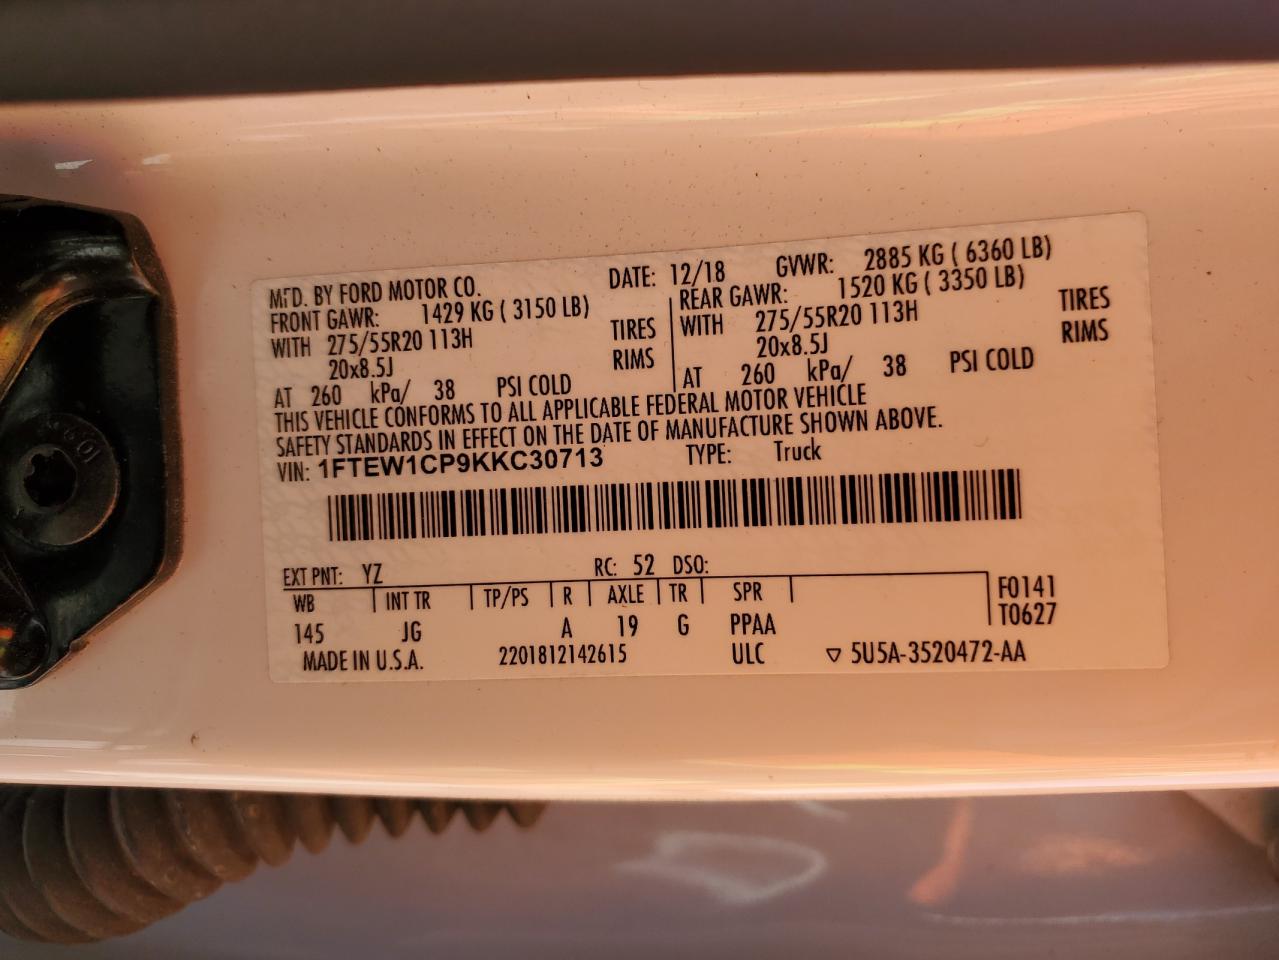 MFD. BY FORD MOTOR CO. DATE: 12/18 GVWR: 2885 KG ( 6360 LB)
FRONT GAWR: 1429 KG ( 3150 LB) REAR GAWR: 1520 KG ( 3350 LB)
WITH 275/55R20 113H TIRES WITH 275/55R20 113H TIRES
20x8.5J RIMS 20x8.5J RIMS
AT 260 kPa/ 38 PSI COLD AT 260 kPa/ 38 PSI COLD
THIS VEHICLE CONFORMS TO ALL APPLICABLE FEDERAL MOTOR VEHICLE
SAFETY STANDARDS IN EFFECT ON THE DATE OF MANUFACTURE SHOWN ABOVE.
VIN: 1FTEW1CP9KKC30713 TYPE: Truck
EXT PNT: YZ RC: 52 DSO:
WB INT TR TP/PS R AXLE TR SPR F0141
145 JG A 19 G PPAA T0627
MADE IN U.S.A. 2201812142615 ULC ▽ 5U5A-3520472-AA